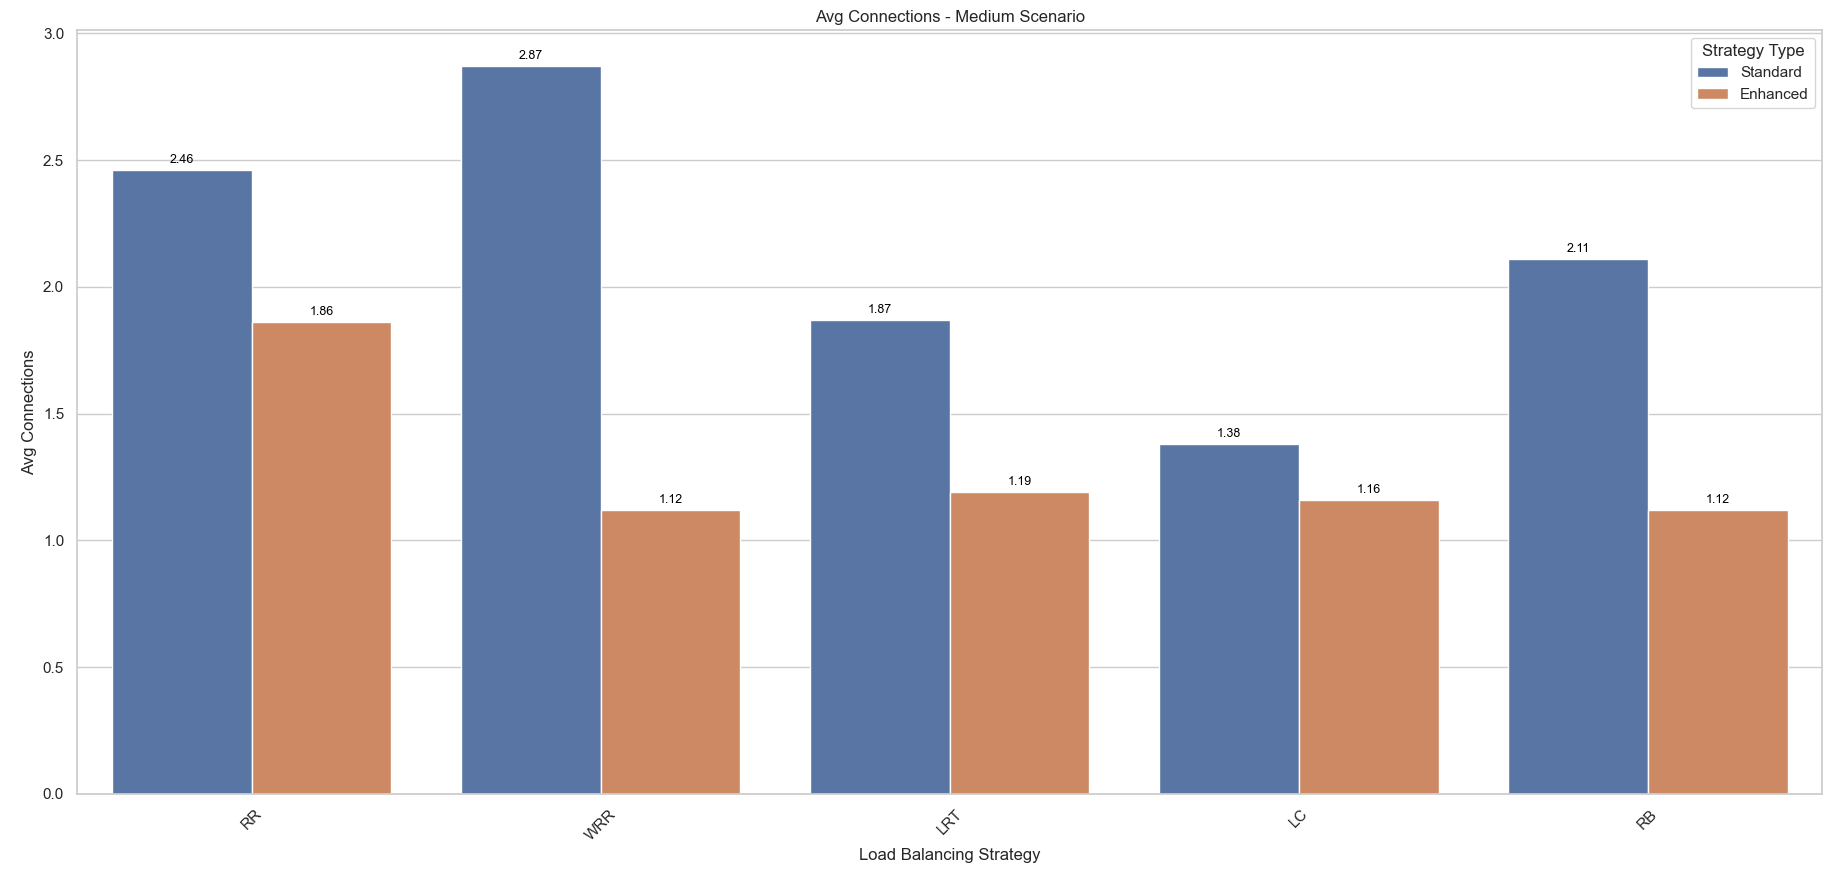 Avg Connections - Medium Scenario
Strategy Type
Standard
Enhanced
Avg Connections
3.0
2.5
2.0
1.5
1.0
0.5
0.0
2.46
1.86
2.87
1.12
1.87
1.19
1.38
1.16
2.11
1.12
RR
WRR
LRT
LC
RB
Load Balancing Strategy